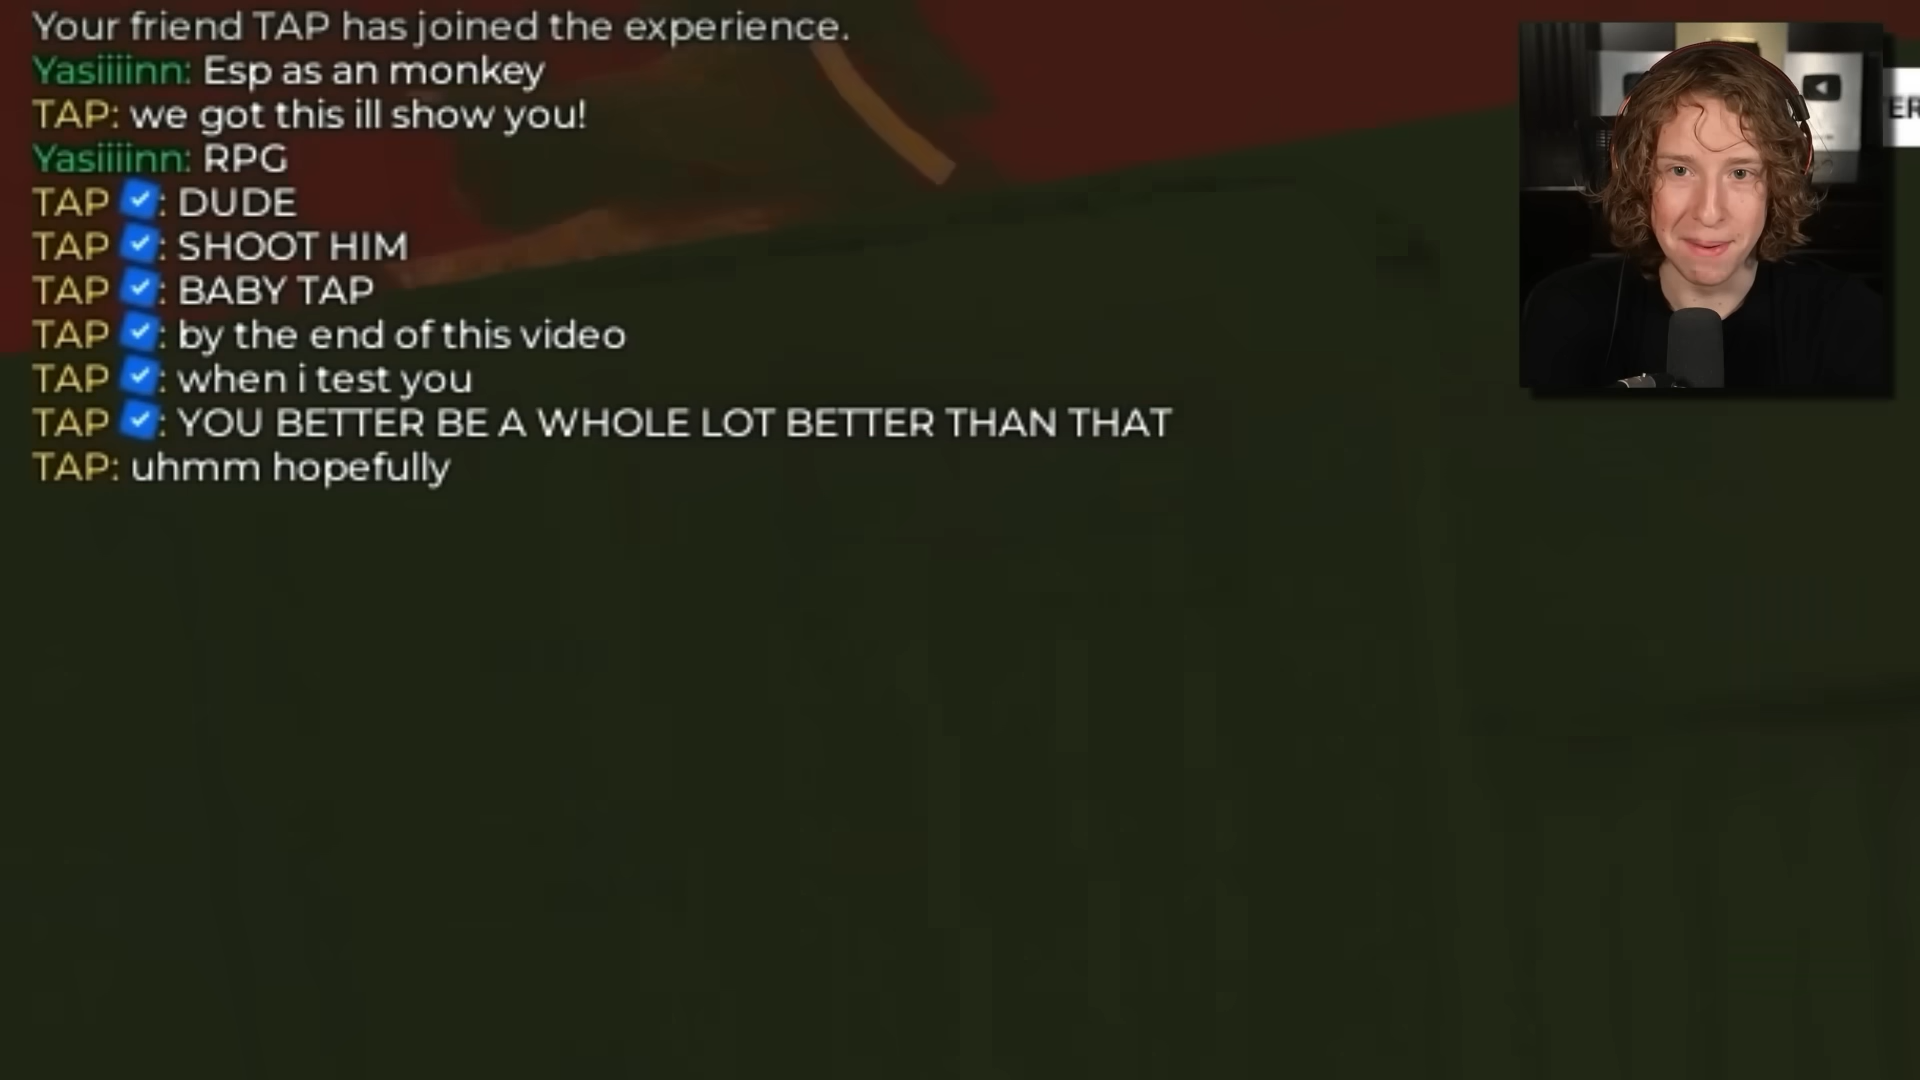 Your friend TAP has joined the experience.
Yasiiiinn: Esp as an monkey
TAP: we got this ill show you!
Yasiiiinn: RPG
TAP ✓: DUDE
TAP ✓: SHOOT HIM
TAP ✓: BABY TAP
TAP ✓: by the end of this video
TAP ✓: when i test you
TAP ✓: YOU BETTER BE A WHOLE LOT BETTER THAN THAT
TAP: uhmm hopefully
ER